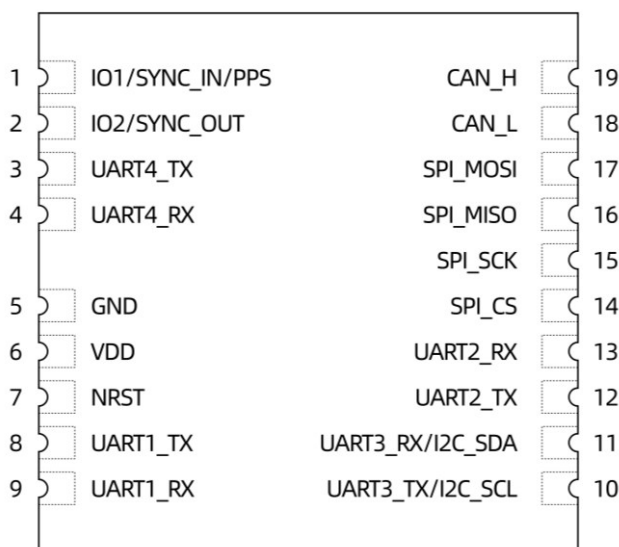 1 IO1/SYNC_IN/PPS CAN_H 19
2 IO2/SYNC_OUT CAN_L 18
3 UART4_TX SPI_MOSI 17
4 UART4_RX SPI_MISO 16
SPI_SCK 15
5 GND SPI_CS 14
6 VDD UART2_RX 13
7 NRST UART2_TX 12
8 UART1_TX UART3_RX/I2C_SDA 11
9 UART1_RX UART3_TX/I2C_SCL 10